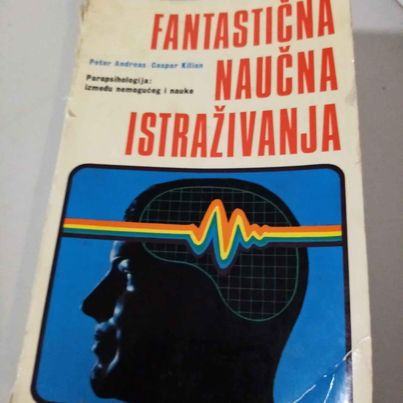 FANTASTIČNA
Peter Andreas Caspar Kilian
NAUČNA
Parapsihologija:
između nemogućeg i nauke
ISTRAŽIVANJA